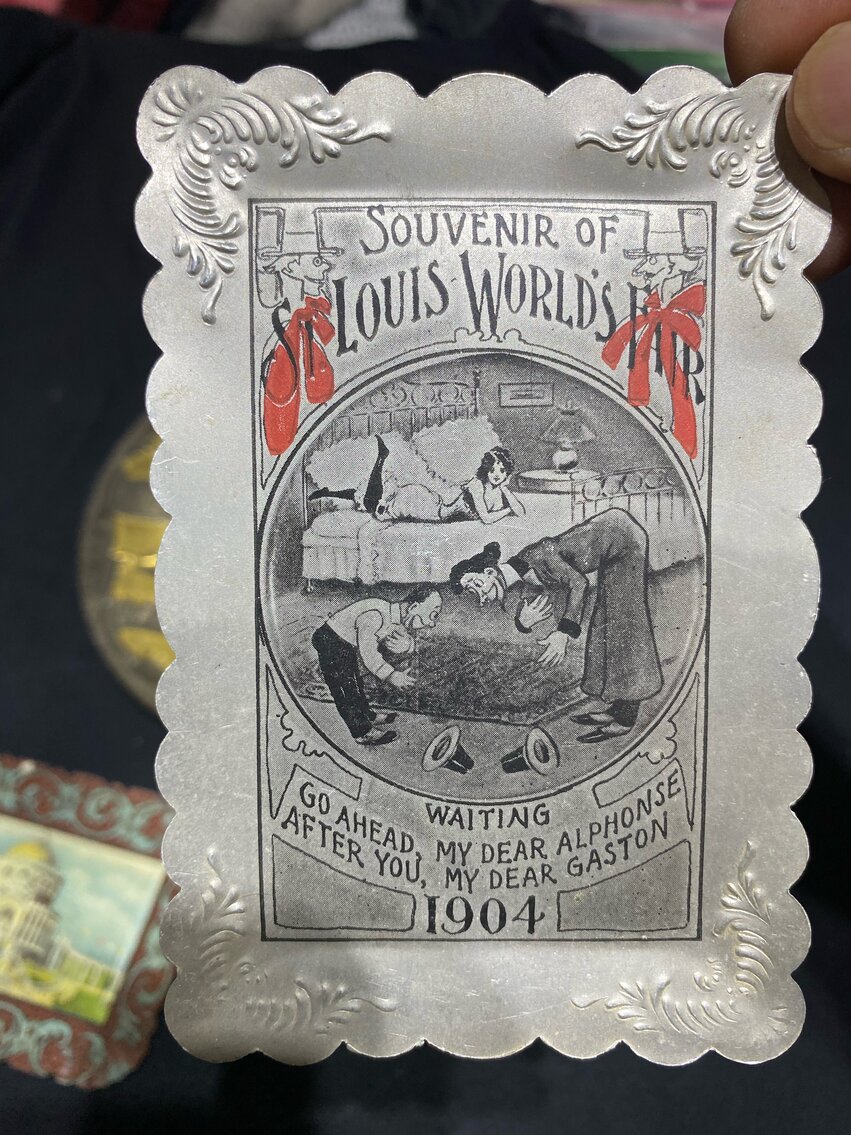 SOUVENIR OF
ST. LOUIS WORLD'S FAIR
WAITING
GO AHEAD, MY DEAR ALPHONSE
AFTER YOU, MY DEAR GASTON
1904